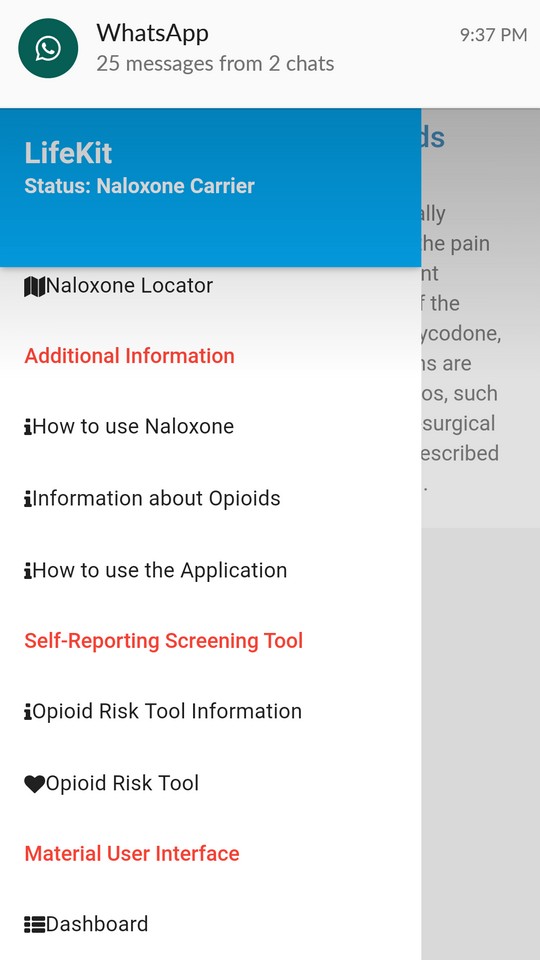 WhatsApp
9:37 PM
25 messages from 2 chats
LifeKit
Status: Naloxone Carrier
Naloxone Locator
Additional Information
How to use Naloxone
Information about Opioids
How to use the Application
Self-Reporting Screening Tool
Opioid Risk Tool Information
Opioid Risk Tool
Material User Interface
Dashboard
ds
ally
he pain
nt
f the
ycodone,
ns are
os, such
surgical
escribed
.